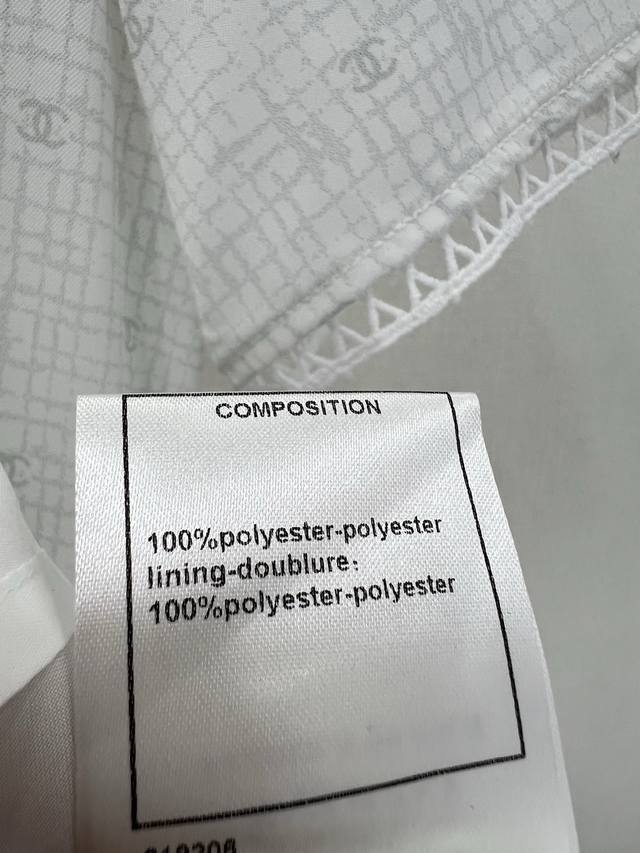 COMPOSITION
100%polyester-polyester
lining-doublure:
100%polyester-polyester